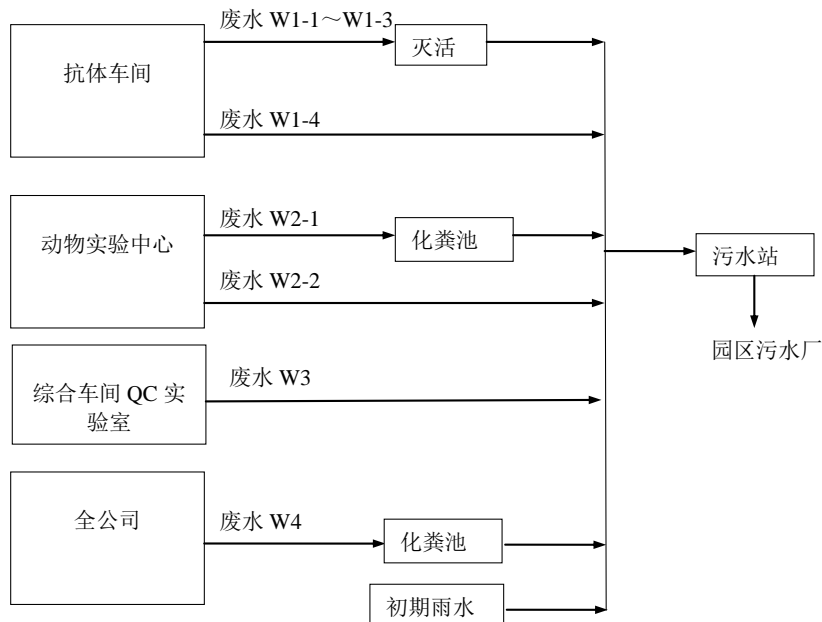 废水 W1-1～W1-3
灭活
抗体车间
废水 W1-4
废水 W2-1
化粪池
动物实验中心
污水站
废水 W2-2
园区污水厂
废水 W3
综合车间 QC 实
验室
全公司
废水 W4
化粪池
初期雨水